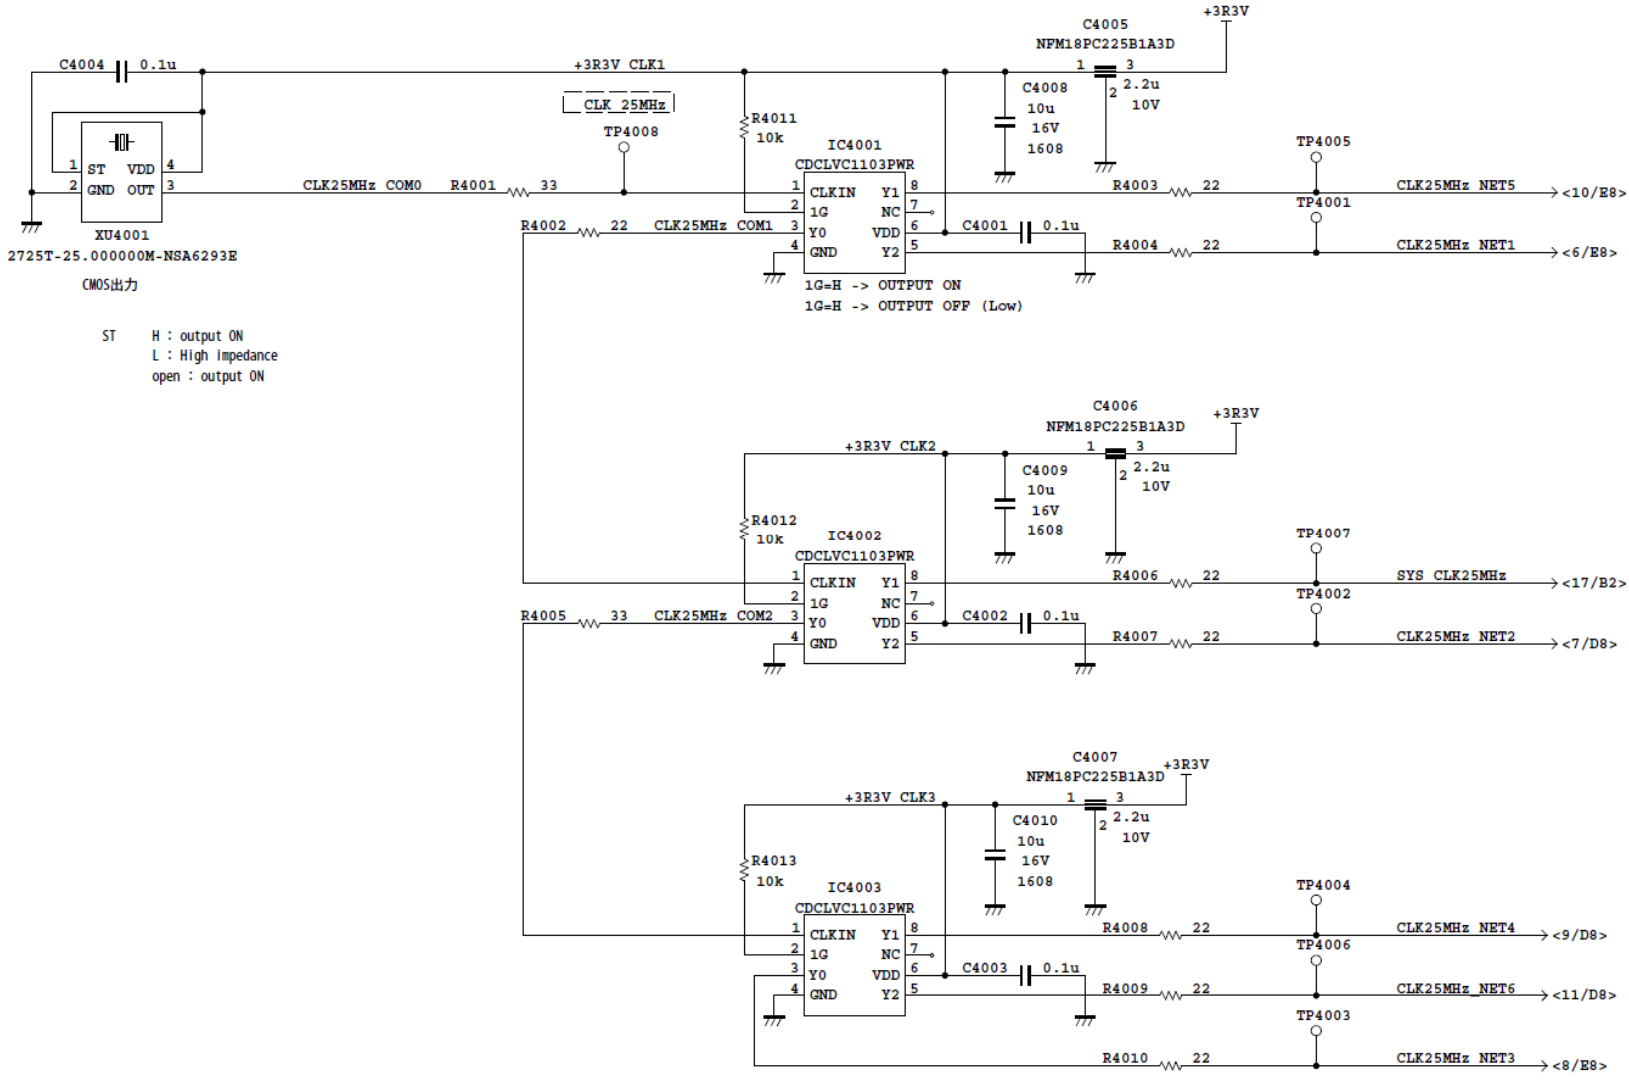 +3R3V
C4005
NFM18PC225B1A3D
1 3
2 2.2u
10V
C4004 0.1u
+3R3V CLK1
C4008
10u
16V
1608
CLK 25MHz
TP4008
R4011
10k
IC4001
CDCLVC1103PWR
TP4005
1 ST VDD 4
2 GND OUT 3
CLK25MHz COM0 R4001 33
1 CLKIN Y1 8
R4003 22 CLK25MHz NET5 <10/E8>
2 1G NC 7
TP4001
R4002 22 CLK25MHz COM1 3 Y0 VDD 6 C4001 0.1u
4 GND Y2 5 R4004 22 CLK25MHz NET1 <6/E8>
XU4001
2725T-25.000000M-NSA6293E
CMOS出力
1G=H -> OUTPUT ON
1G=H -> OUTPUT OFF (Low)
ST H : output ON
L : High impedance
open : output ON
C4006
NFM18PC225B1A3D
+3R3V
+3R3V CLK2
1 3
2 2.2u
10V
C4009
10u
16V
1608
R4012
10k
IC4002
CDCLVC1103PWR
TP4007
1 CLKIN Y1 8 R4006 22 SYS CLK25MHz <17/B2>
2 1G NC 7
TP4002
R4005 33 CLK25MHz COM2 3 Y0 VDD 6 C4002 0.1u
4 GND Y2 5 R4007 22 CLK25MHz NET2 <7/D8>
C4007
NFM18PC225B1A3D
+3R3V
+3R3V CLK3
1 3
2 2.2u
10V
C4010
10u
16V
1608
R4013
10k
IC4003
CDCLVC1103PWR
TP4004
1 CLKIN Y1 8 R4008 22 CLK25MHz NET4 <9/D8>
2 1G NC 7
TP4006
3 Y0 VDD 6 C4003 0.1u
4 GND Y2 5 R4009 22 CLK25MHz_NET6 <11/D8>
TP4003
R4010 22 CLK25MHz NET3 <8/E8>